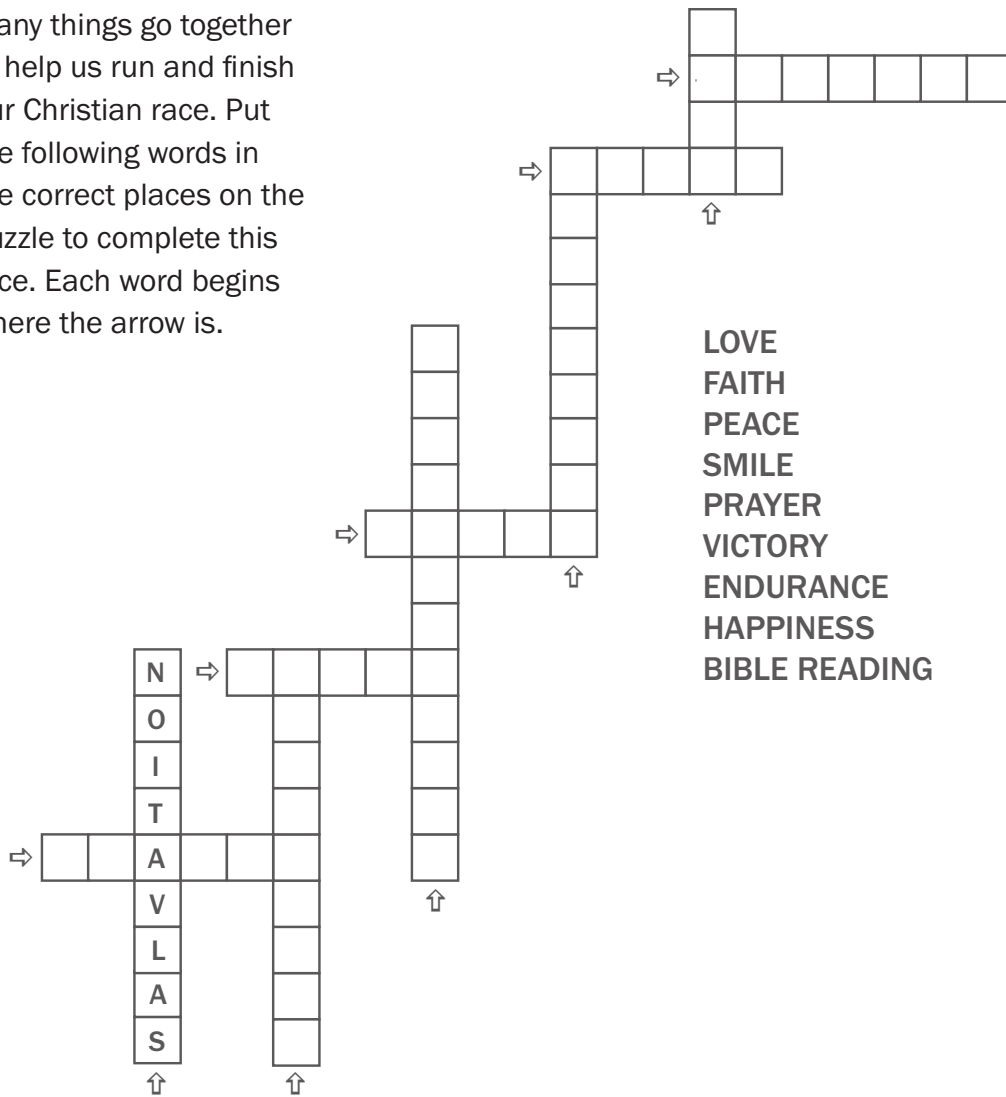 any things go together
help us run and finish
ur Christian race. Put
e following words in
e correct places on the
uzzle to complete this
ce. Each word begins
here the arrow is.
LOVE
FAITH
PEACE
SMILE
PRAYER
VICTORY
ENDURANCE
HAPPINESS
BIBLE READING
N
O
I
T
A
V
L
A
S